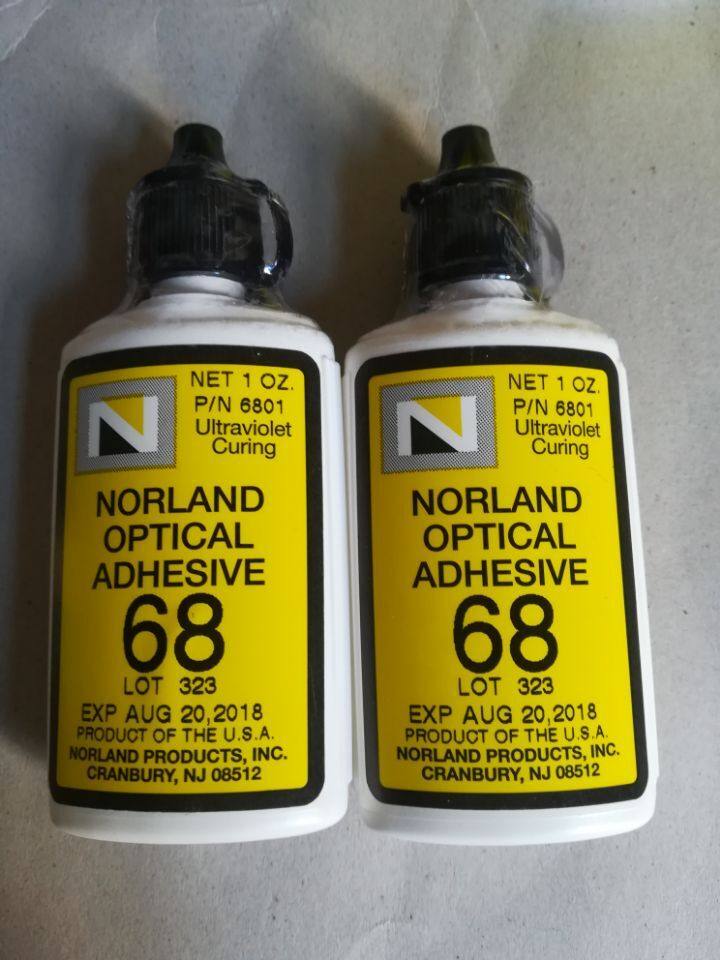 NET 1 OZ.
P/N 6801
Ultraviolet
Curing
N
NORLAND
OPTICAL
ADHESIVE
68
LOT 323
EXP AUG 20,2018
PRODUCT OF THE U.S.A.
NORLAND PRODUCTS, INC.
CRANBURY, NJ 08512
NET 1 OZ.
P/N 6801
Ultraviolet
Curing
N
NORLAND
OPTICAL
ADHESIVE
68
LOT 323
EXP AUG 20,2018
PRODUCT OF THE U.S.A.
NORLAND PRODUCTS, INC.
CRANBURY, NJ 08512